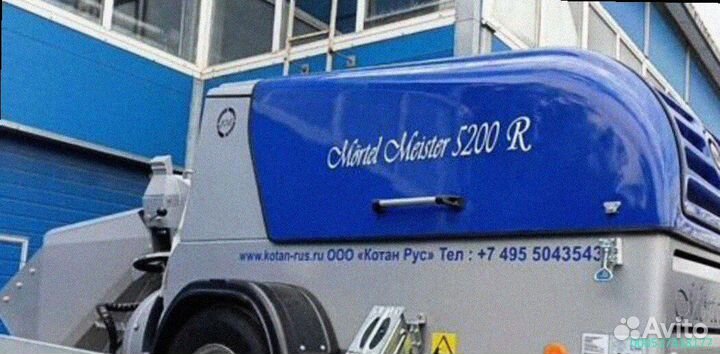 Mörtel Meister 5200 R
www.kotan-rus.ru ООО «Котан Рус» Тел : +7 495 5043543
Avito